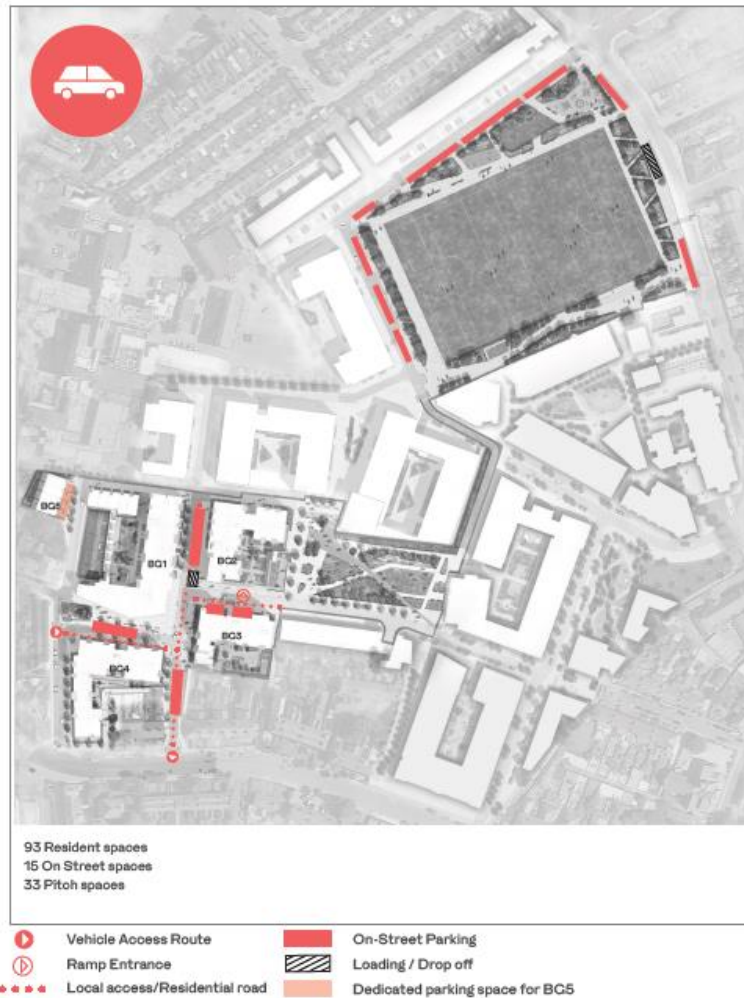 BG5
BG1
BG2
BG3
BG4
93 Resident spaces
15 On Street spaces
33 Pitch spaces
Vehicle Access Route
On-Street Parking
Ramp Entrance
Loading / Drop off
Local access/Residential road
Dedicated parking space for BG5